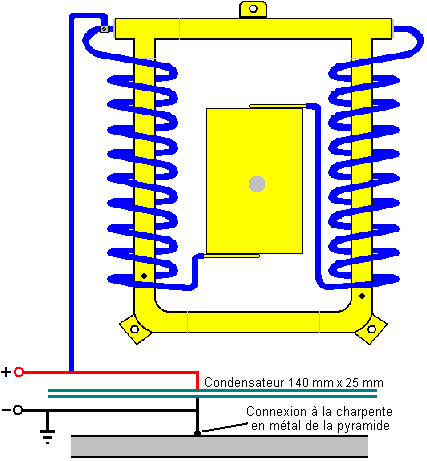 +
Condensateur 140 mm x 25 mm
−
Connexion à la charpente
en métal de la pyramide